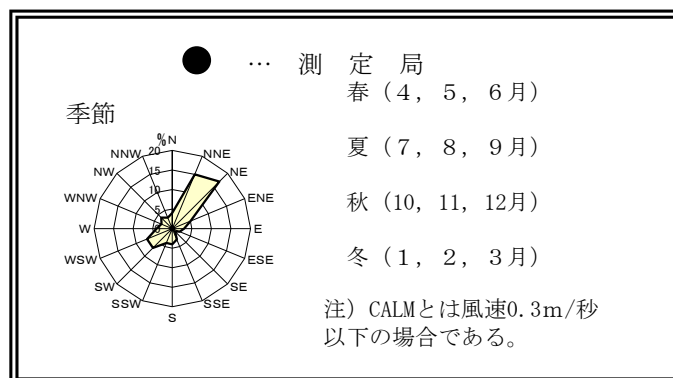 ● … 測 定 局
春 (4, 5, 6月)
季節
夏 (7, 8, 9月)
秋 (10, 11, 12月)
冬 (1, 2, 3月)
注) CALMとは風速0.3m/秒
以下の場合である。
%
N
NNE
NE
ENE
E
ESE
SE
SSE
S
SSW
SW
WSW
W
WNW
NW
NNW
20
15
10
5
0